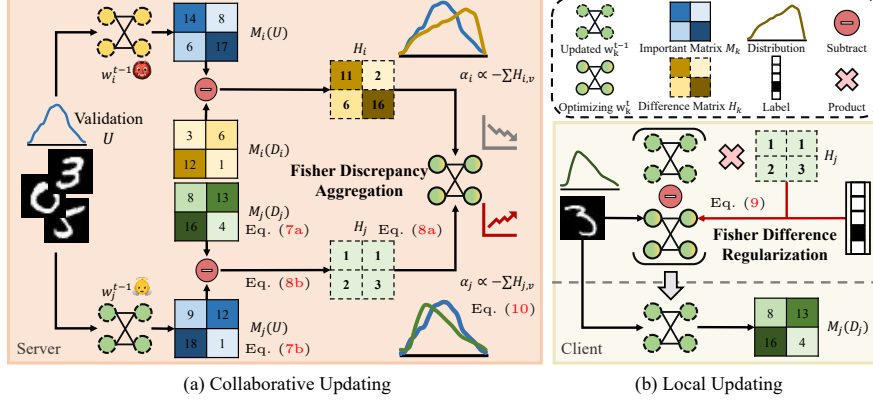 14 8
6 17
M_i(U)
w_i^{t-1}
Validation
U
3 6
12 1
M_i(D_i)
8 13
16 4
M_j(D_j)
Eq. (7a)
w_j^{t-1}
9 12
18 1
M_j(U)
Eq. (7b)
Eq. (8b)
H_i
11 2
6 16
α_i ∝ −∑H_{i,v}
Fisher Discrepancy
Aggregation
H_j Eq. (8a)
1 1
2 3
α_j ∝ −∑H_{j,v}
Eq. (10)
Server
3
0
5
(a) Collaborative Updating
Updated w_k^{t-1} Important Matrix M_k Distribution Subtract
Optimizing w_k^t Difference Matrix H_k Label Product
1 1
2 3
H_j
Eq. (9)
3
Fisher Difference
Regularization
8 13
16 4
M_j(D_j)
Client
(b) Local Updating